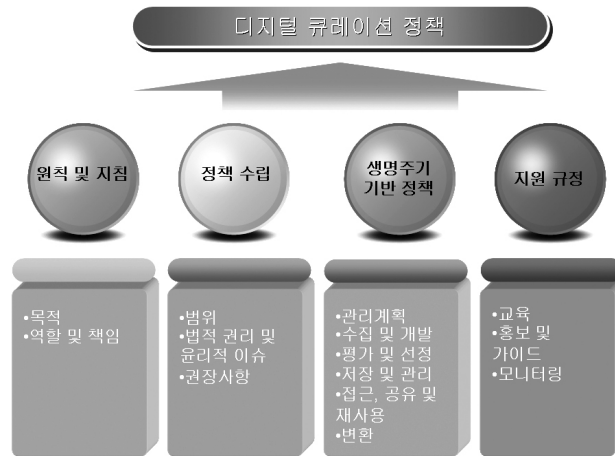 디지털 큐레이션 정책
원칙 및 지침
정책 수립
생명주기
기반 정책
지원 규정
•목적
•역할 및 책임
•범위
•법적 권리 및
윤리적 이슈
•권장사항
•관리계획
•수집 및 개발
•평가 및 선정
•저장 및 관리
•접근, 공유 및
재사용
•변환
•교육
•홍보 및
가이드
•모니터링